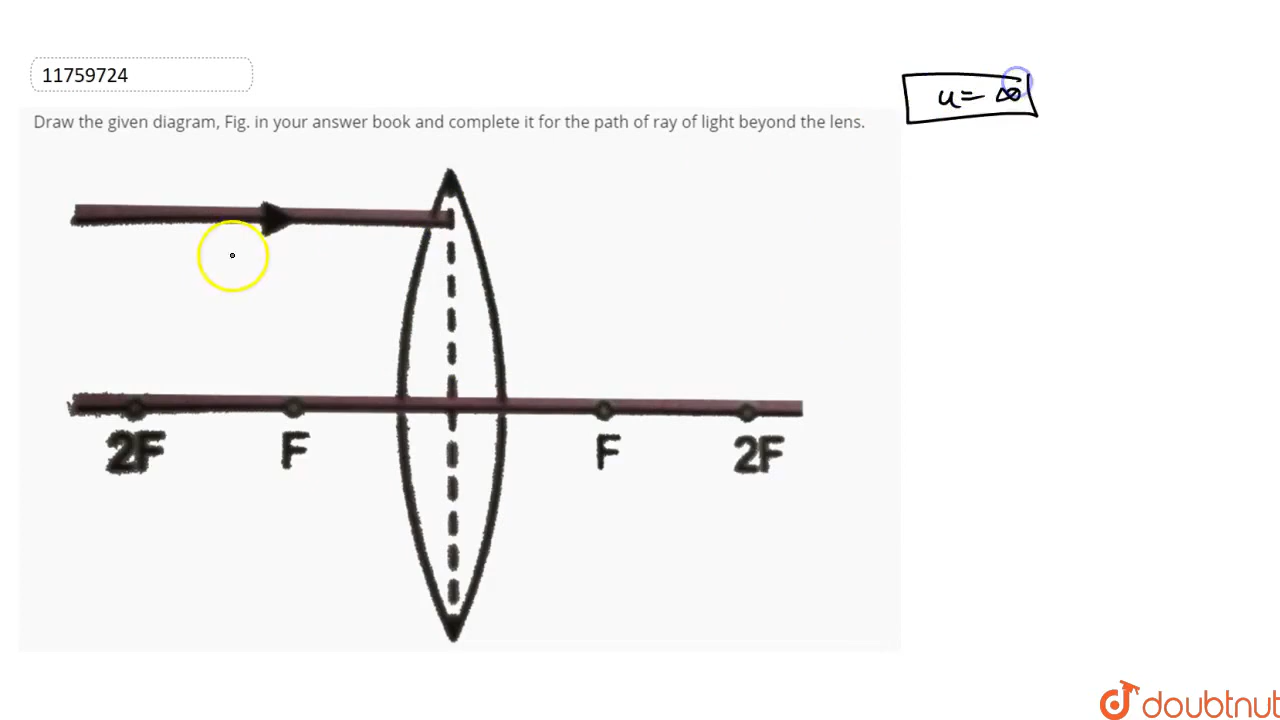 11759724
u = ∞
Draw the given diagram, Fig. in your answer book and complete it for the path of ray of light beyond the lens.
2F F F 2F
doubtnut